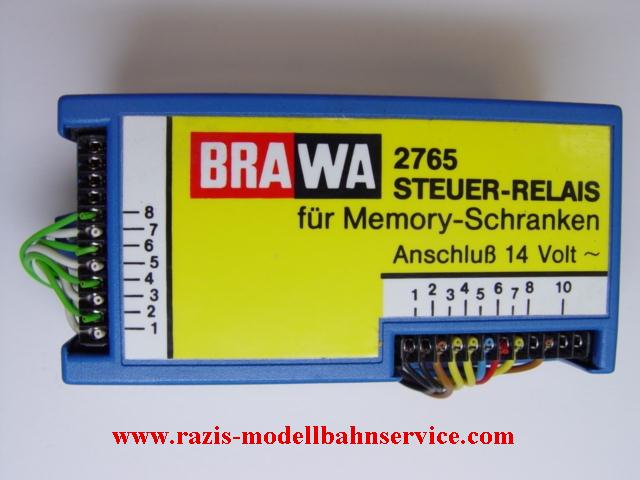 BRAWA
2765
STEUER-RELAIS
für Memory-Schranken
Anschluß 14 Volt ~
1 2 3 4 5 6 7 8 10
8
7
6
5
4
3
2
1
www.razis-modellbahnservice.com